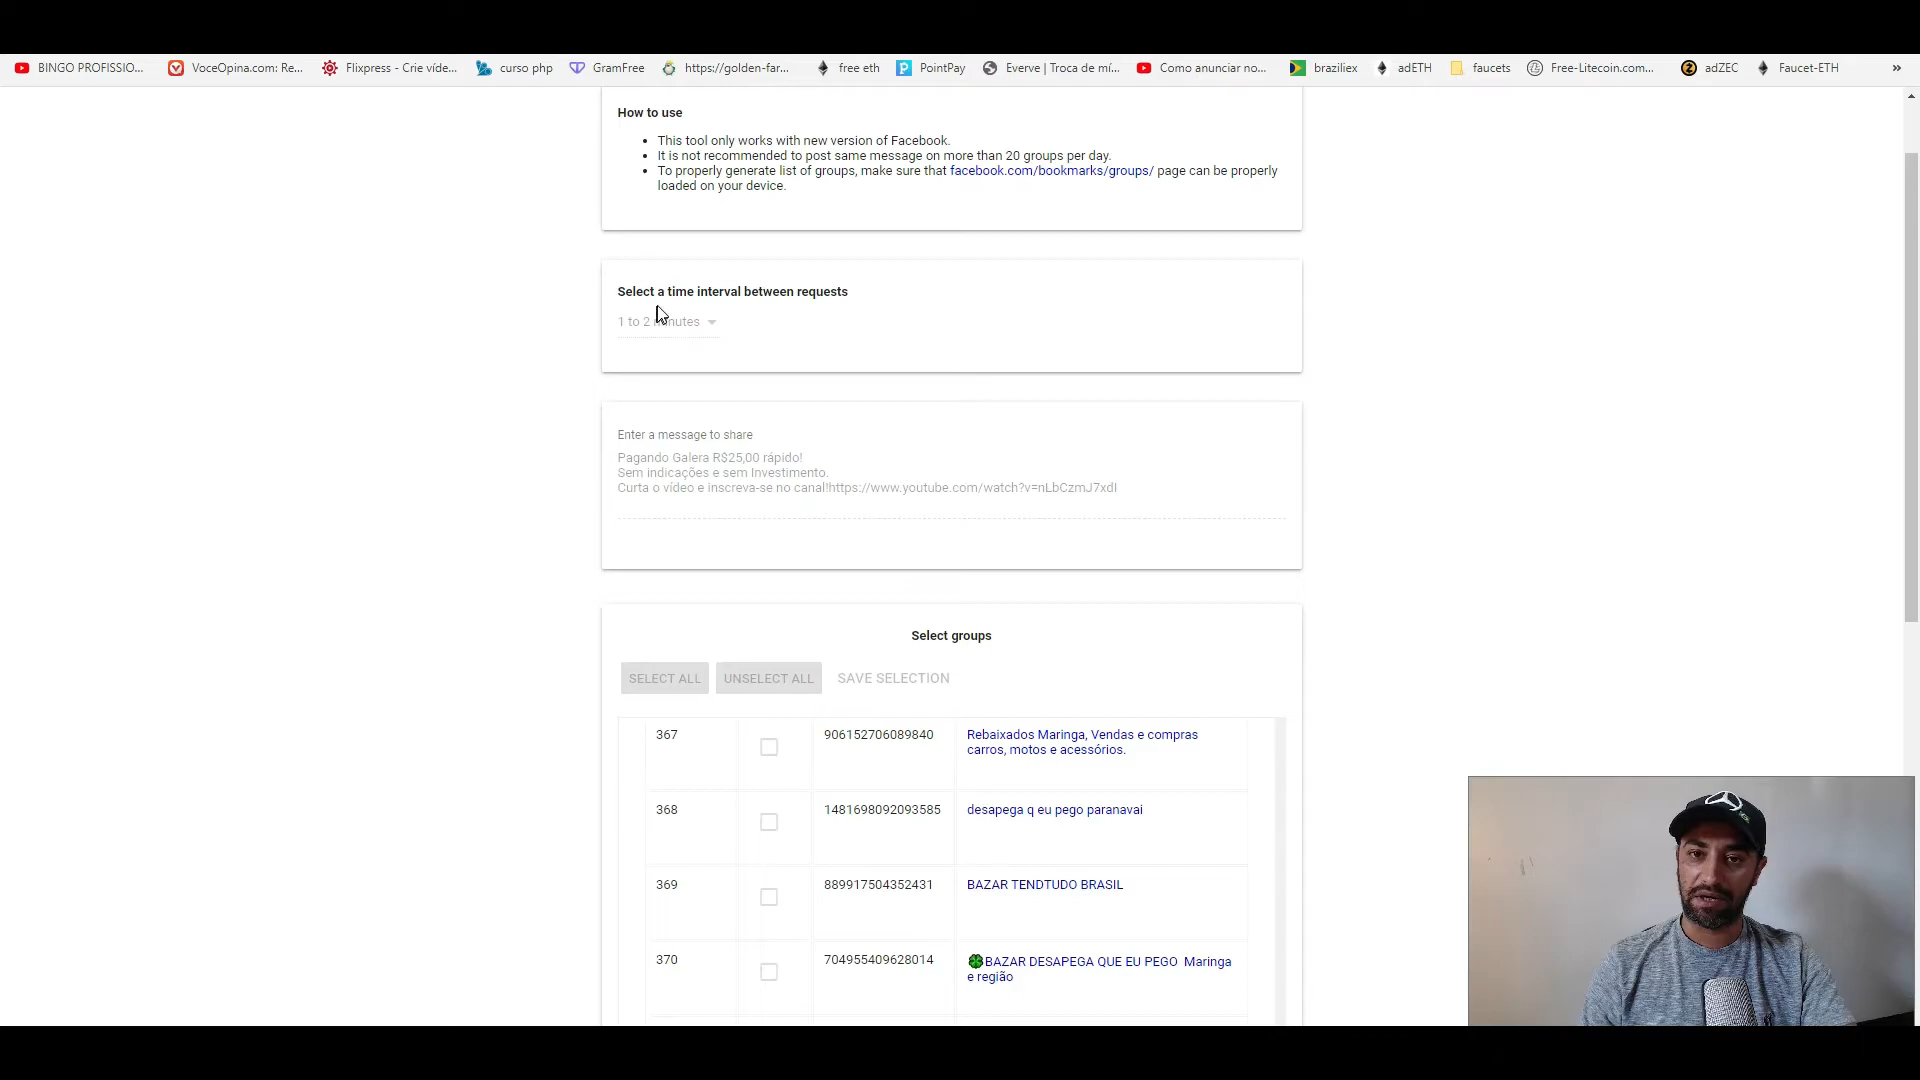 BINGO PROFISSIO... VoceOpina.com: Re... Flixpress - Crie víde... curso php GramFree https://golden-far... free eth PointPay Everve | Troca de mí... Como anunciar no... braziliex adETH faucets Free-Litecoin.com... adZEC Faucet-ETH »
How to use
This tool only works with new version of Facebook.
It is not recommended to post same message on more than 20 groups per day.
To properly generate list of groups, make sure that facebook.com/bookmarks/groups/ page can be properly
loaded on your device.
Select a time interval between requests
1 to 2 minutes
Enter a message to share
Pagando Galera R$25,00 rápido!
Sem indicações e sem Investimento.
Curta o vídeo e inscreva-se no canal!https://www.youtube.com/watch?v=nLbCzmJ7xdI
Select groups
SELECT ALL UNSELECT ALL SAVE SELECTION
367 906152706089840 Rebaixados Maringa, Vendas e compras
carros, motos e acessórios.
368 1481698092093585 desapega q eu pego paranavai
369 889917504352431 BAZAR TENDTUDO BRASIL
370 704955409628014 🍀BAZAR DESAPEGA QUE EU PEGO Maringa
e região